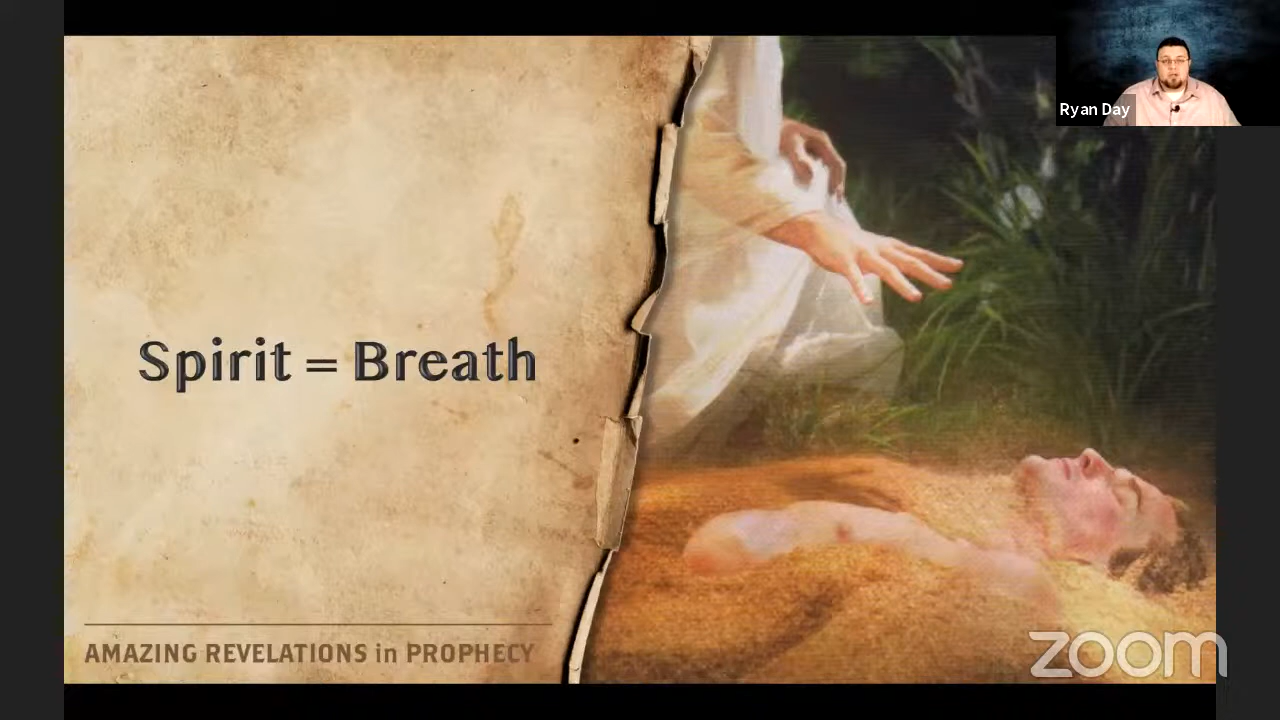 Ryan Day
Spirit = Breath
AMAZING REVELATIONS in PROPHECY
zoom